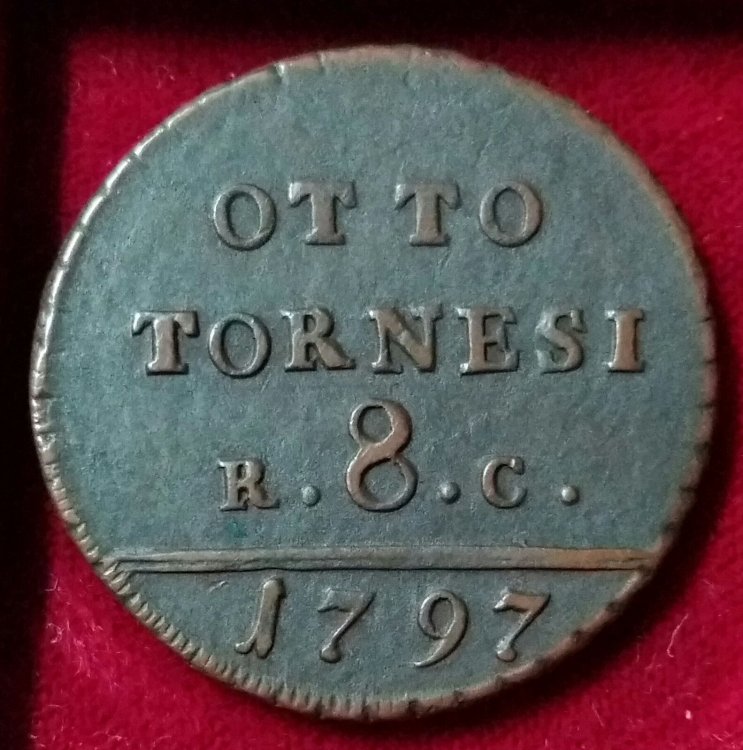 OTTO
TORNESI
R . 8 . C .
1797